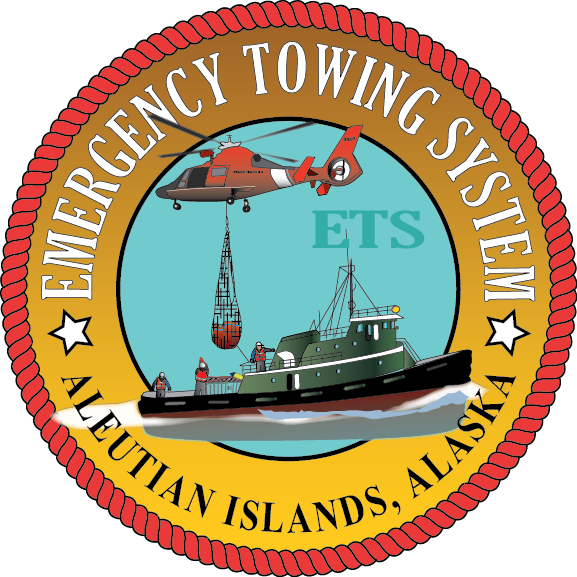 EMERGENCY TOWING SYSTEM
ETS
ALEUTIAN ISLANDS, ALASKA